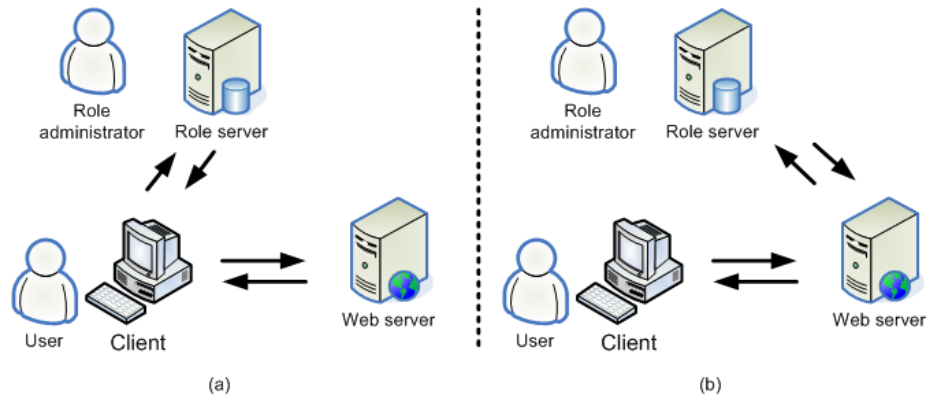 Role
administrator
Role server
User
Client
Web server
(a)
Role
administrator
Role server
User
Client
Web server
(b)